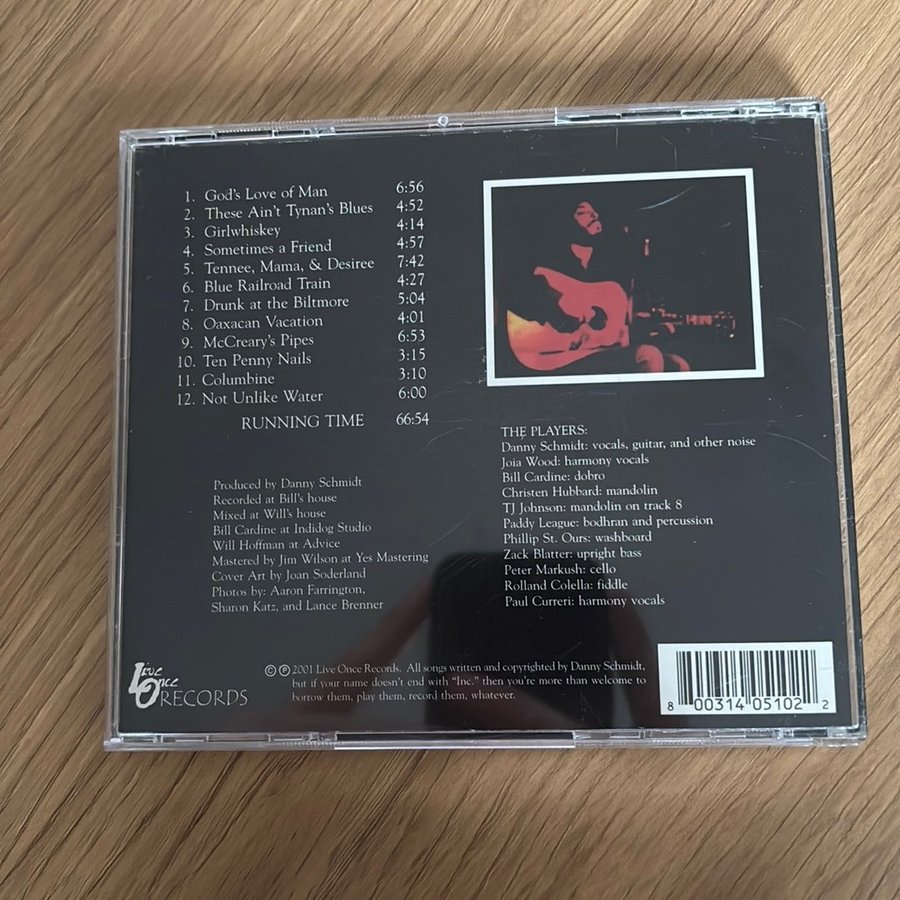 1. God's Love of Man 6:56
2. These Ain't Tynan's Blues 4:52
3. Girlwhiskey 4:14
4. Sometimes a Friend 4:57
5. Tennee, Mama, & Desiree 7:42
6. Blue Railroad Train 4:27
7. Drunk at the Biltmore 5:04
8. Oaxacan Vacation 4:01
9. McCreary's Pipes 6:53
10. Ten Penny Nails 3:15
11. Columbine 3:10
12. Not Unlike Water 6:00
RUNNING TIME 66:54
Produced by Danny Schmidt
Recorded at Bill's house
Mixed at Will's house
Bill Cardine at Indidog Studio
Will Hoffman at Advice
Mastered by Jim Wilson at Yes Mastering
Cover Art by Joan Soderland
Photos by: Aaron Farrington,
Sharon Katz, and Lance Brenner
THE PLAYERS:
Danny Schmidt: vocals, guitar, and other noise
Joia Wood: harmony vocals
Bill Cardine: dobro
Christen Hubbard: mandolin
TJ Johnson: mandolin on track 8
Paddy League: bodhran and percussion
Phillip St. Ours: washboard
Zack Blatter: upright bass
Peter Markush: cello
Rolland Colella: fiddle
Paul Curreri: harmony vocals
Live
Once
RECORDS
© ℗ 2001 Live Once Records. All songs written and copyrighted by Danny Schmidt,
but if your name doesn't end with "Inc." then you're more than welcome to
borrow them, play them, record them, whatever.
8 00314 05102 2